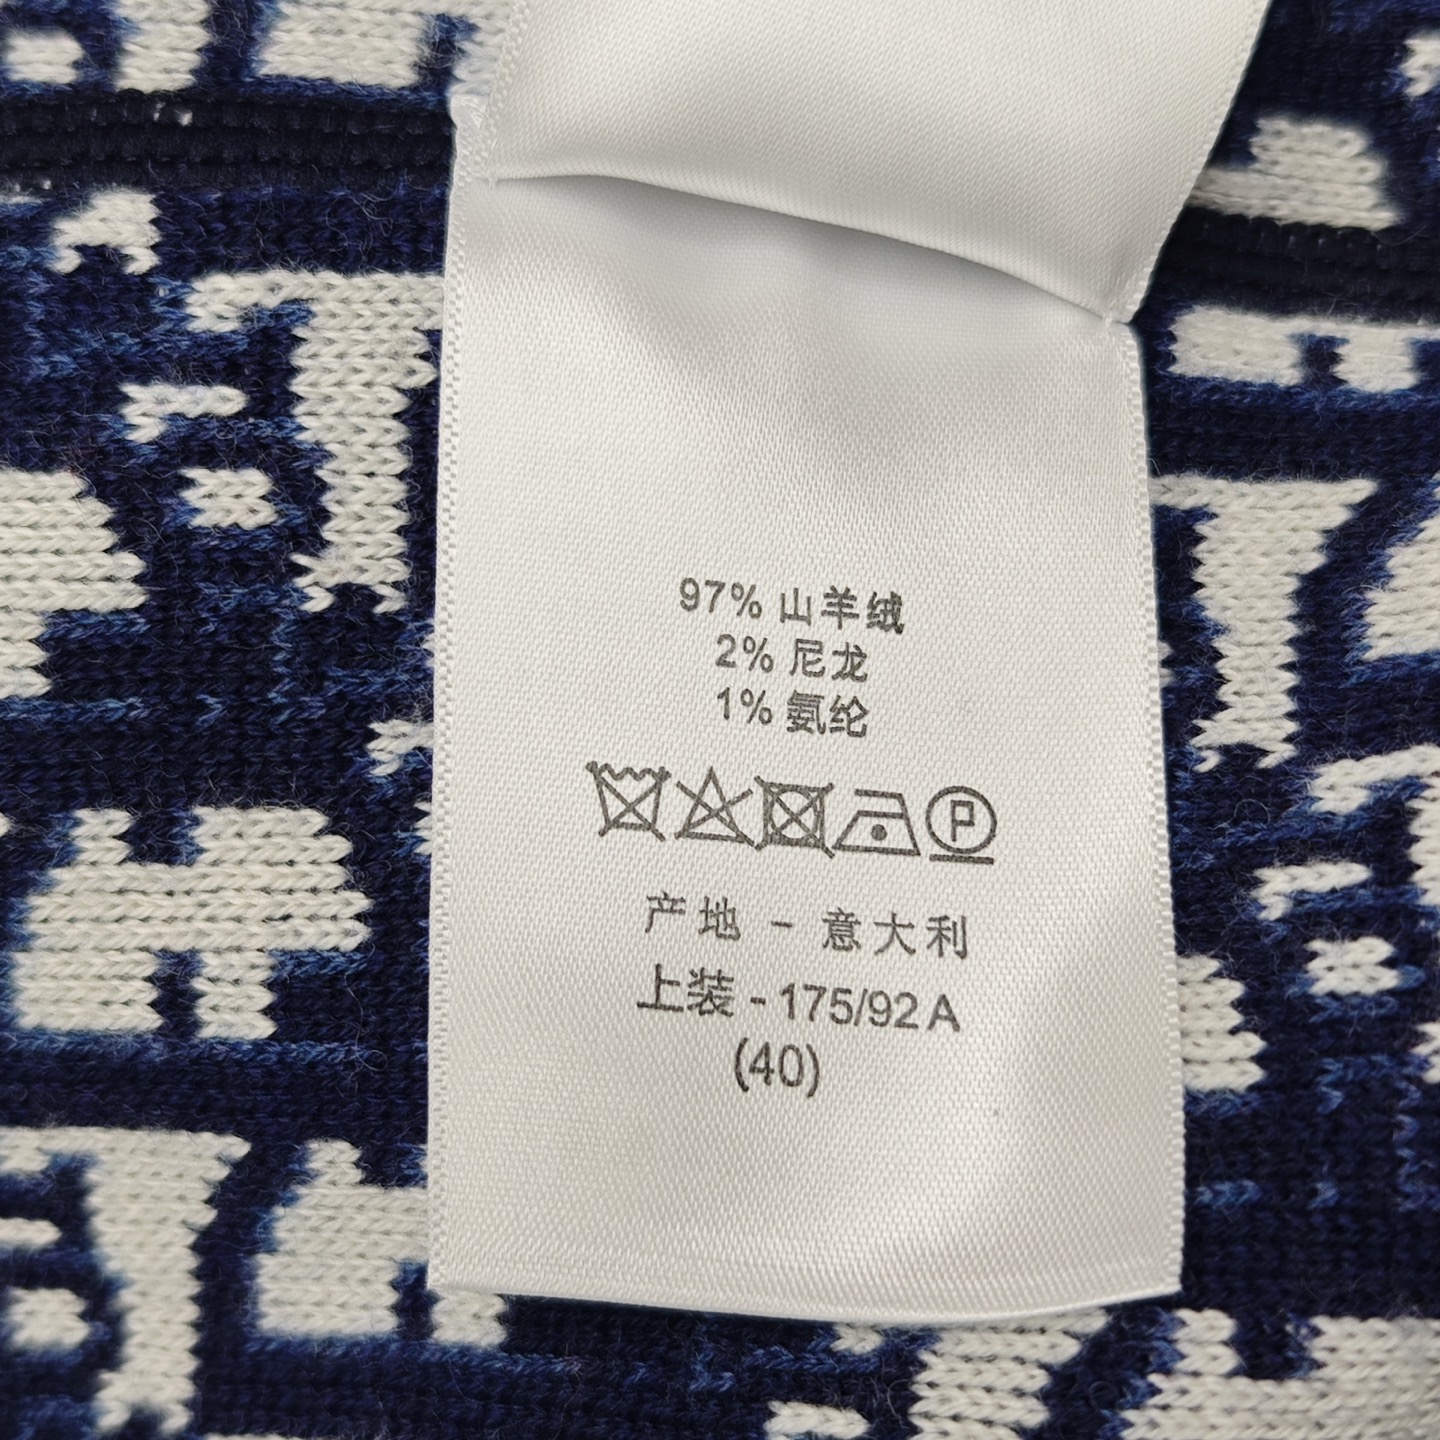 97% 山羊绒
2% 尼龙
1% 氨纶
P
产地 - 意大利
上装 - 175/92A
(40)